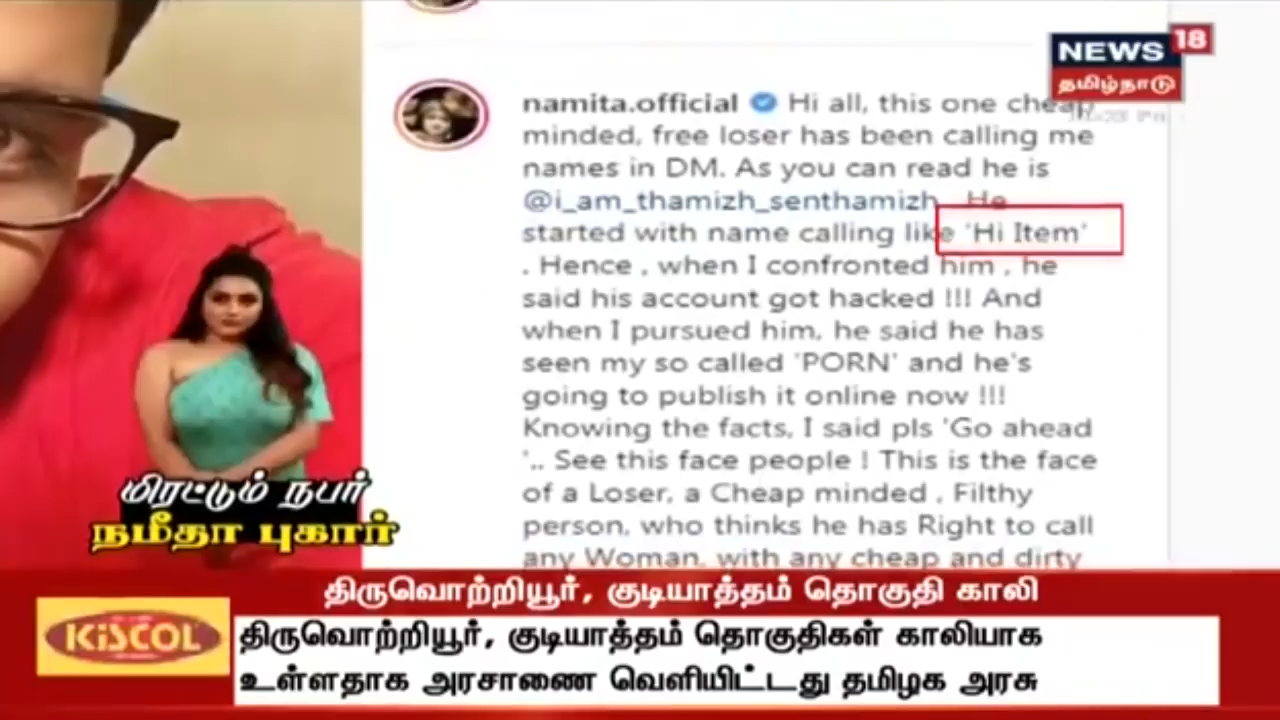 NEWS 18
தமிழ்நாடு
namita.official Hi all, this one cheap
minded, free loser has been calling me
names in DM. As you can read he is
@i_am_thamizh_senthamizh . He
started with name calling like 'Hi Item'
. Hence , when I confronted him , he
said his account got hacked !!! And
when I pursued him, he said he has
seen my so called 'PORN' and he's
going to publish it online now !!!
Knowing the facts, I said pls 'Go ahead
'.. See this face people ! This is the face
of a Loser, a Cheap minded , Filthy
person, who thinks he has Right to call
any Woman, with any cheap and dirty
மிரட்டும் நபர்
நமீதா புகார்
திருவொற்றியூர், குடியாத்தம் தொகுதி காலி
KiSCOL
திருவொற்றியூர், குடியாத்தம் தொகுதிகள் காலியாக
உள்ளதாக அரசாணை வெளியிட்டது தமிழக அரசு